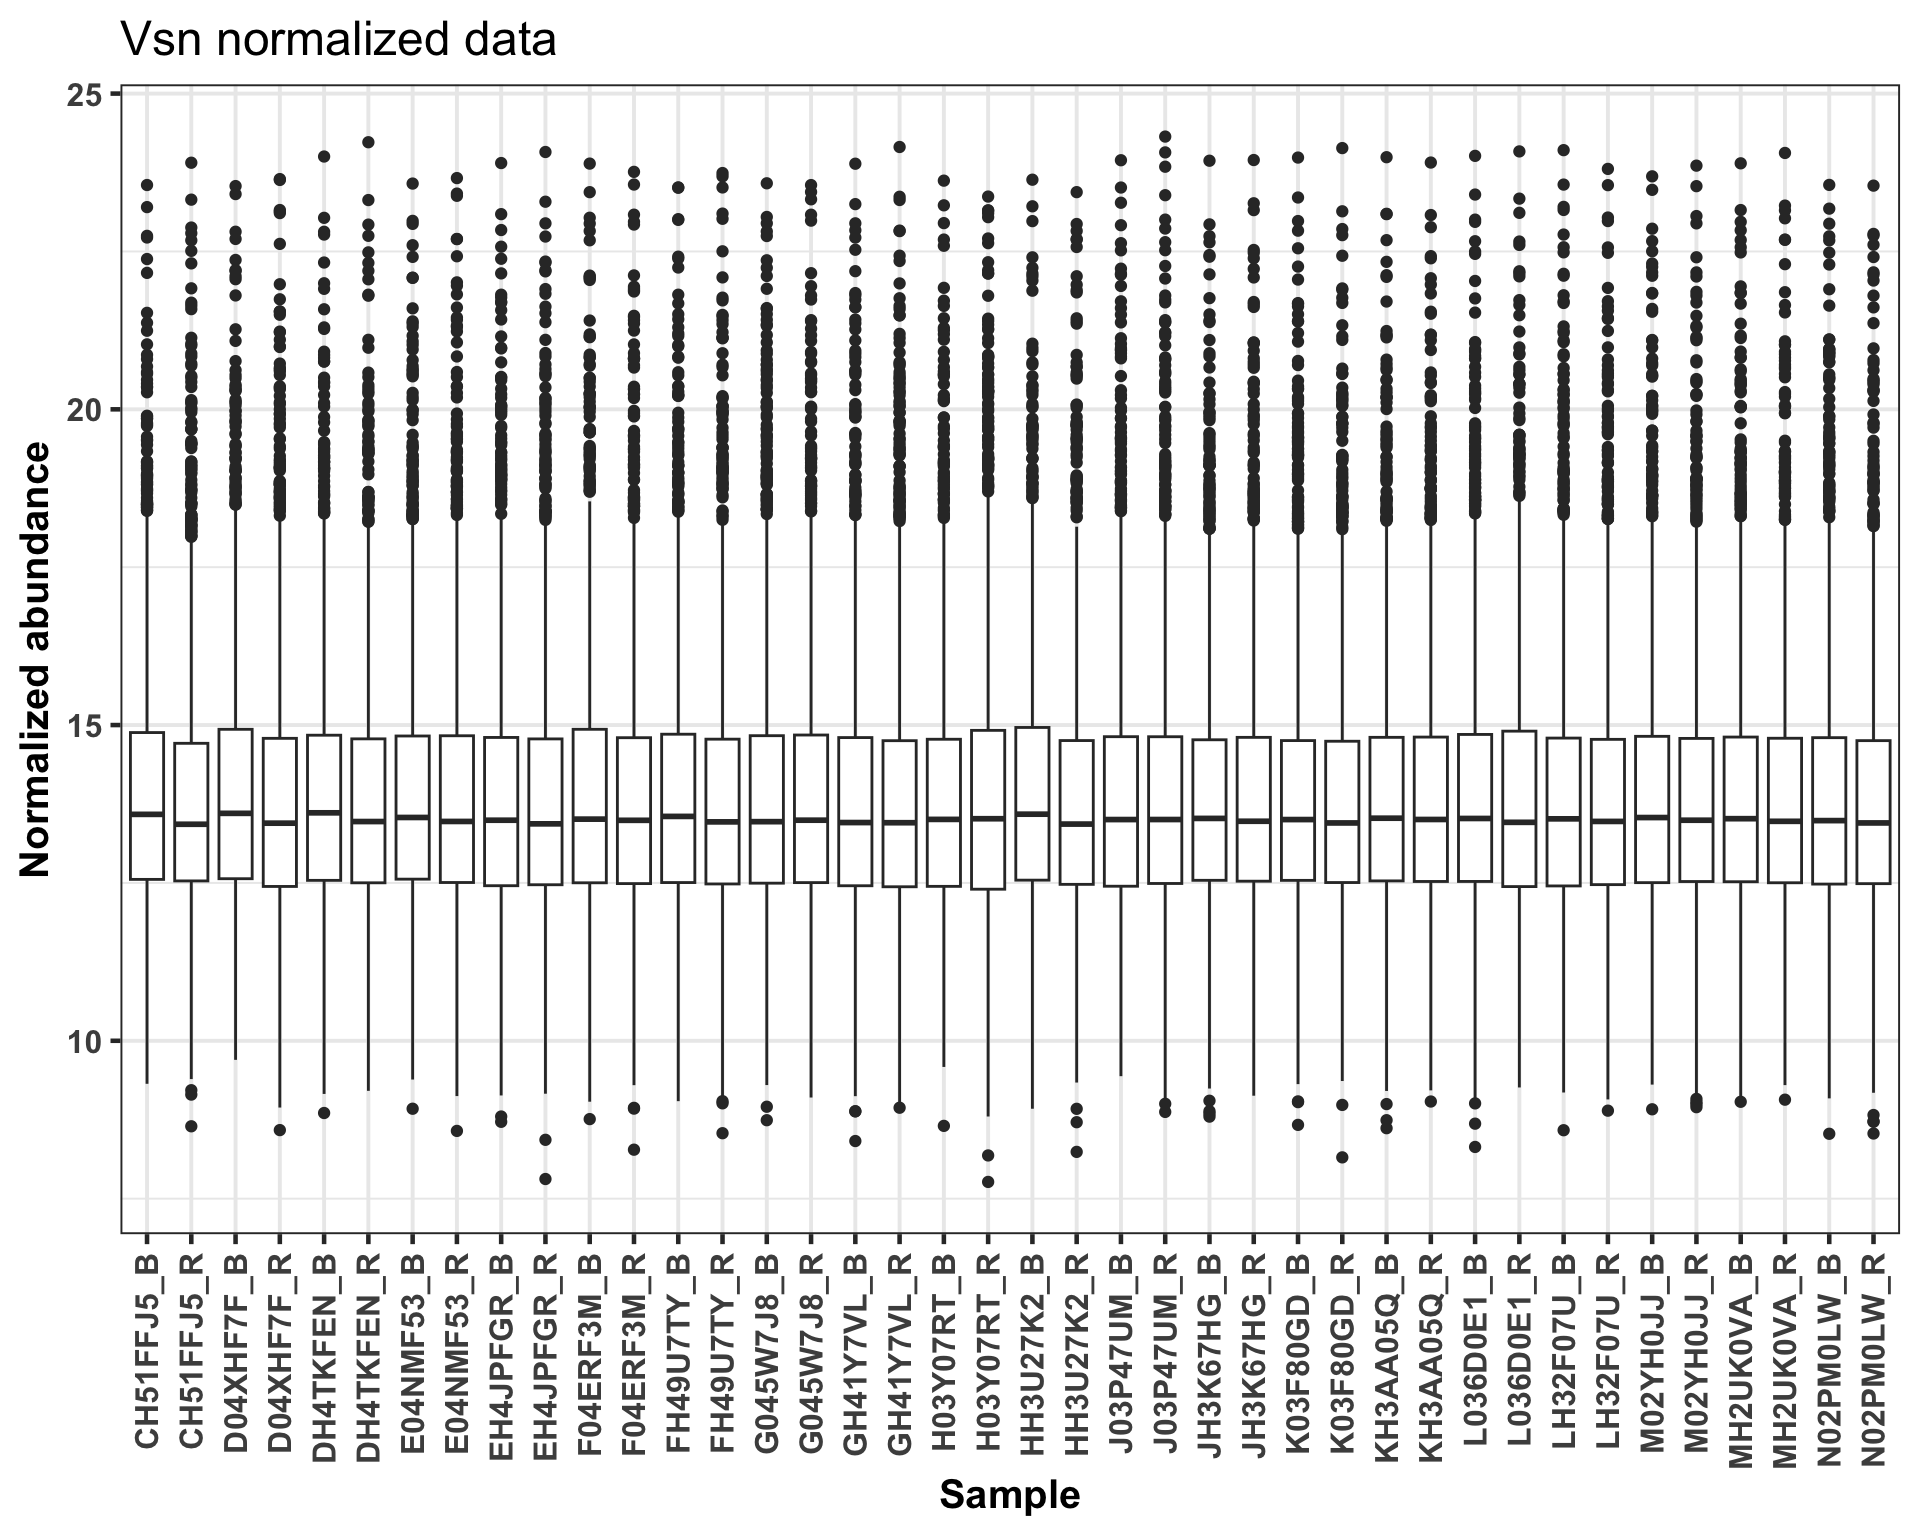 Vsn normalized data
Normalized abundance
25
20
15
10
CH51FFJ5_B
CH51FFJ5_R
D04XHF7F_B
D04XHF7F_R
DH4TKFEN_B
DH4TKFEN_R
E04NMF53_B
E04NMF53_R
EH4JPFGR_B
EH4JPFGR_R
F04ERF3M_B
F04ERF3M_R
FH49U7TY_B
FH49U7TY_R
G045W7J8_B
G045W7J8_R
GH41Y7VL_B
GH41Y7VL_R
H03Y07RT_B
H03Y07RT_R
HH3U27K2_B
HH3U27K2_R
J03P47UM_B
J03P47UM_R
JH3K67HG_B
JH3K67HG_R
K03F80GD_B
K03F80GD_R
KH3AA05Q_B
KH3AA05Q_R
L036D0E1_B
L036D0E1_R
LH32F07U_B
LH32F07U_R
M02YH0JJ_B
M02YH0JJ_R
MH2UK0VA_B
MH2UK0VA_R
N02PM0LW_B
N02PM0LW_R
Sample